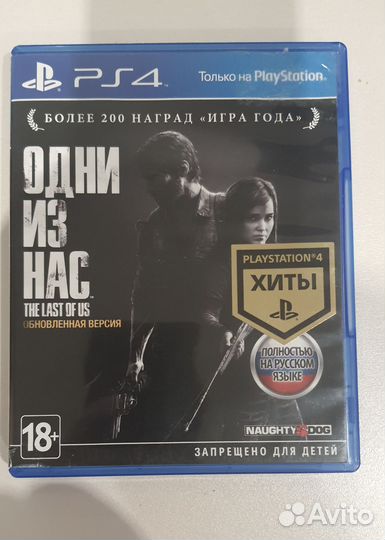 PS4
Только на PlayStation
БОЛЕЕ 200 НАГРАД «ИГРА ГОДА»
ОДНИ
ИЗ
НАС
THE LAST OF US
ОБНОВЛЕННАЯ ВЕРСИЯ
PLAYSTATION®4
ХИТЫ
ПОЛНОСТЬЮ
НА РУССКОМ
ЯЗЫКЕ
18+
NAUGHTY DOG
ЗАПРЕЩЕНО ДЛЯ ДЕТЕЙ
Avito